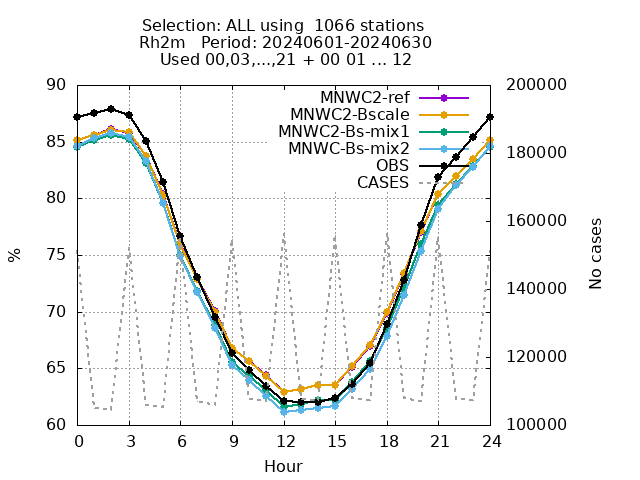 Selection: ALL using  1066 stations
Rh2m   Period: 20240601-20240630
Used 00,03,...,21 + 00 01 ... 12
MNWC2-ref
MNWC2-Bscale
MNWC2-Bs-mix1
MNWC-Bs-mix2
OBS
CASES
%
90
85
80
75
70
65
60
200000
180000
160000
140000
120000
100000
No cases
0 3 6 9 12 15 18 21 24
Hour